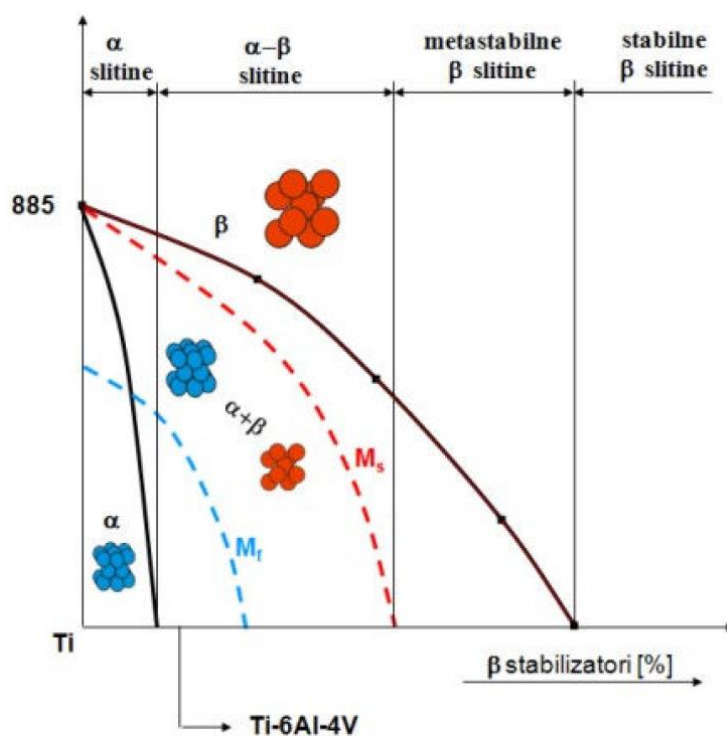 α
slitine
α–β
slitine
metastabilne
β slitine
stabilne
β slitine
885
β
α+β
Ms
Mf
α
Ti
β stabilizatori [%]
Ti-6Al-4V